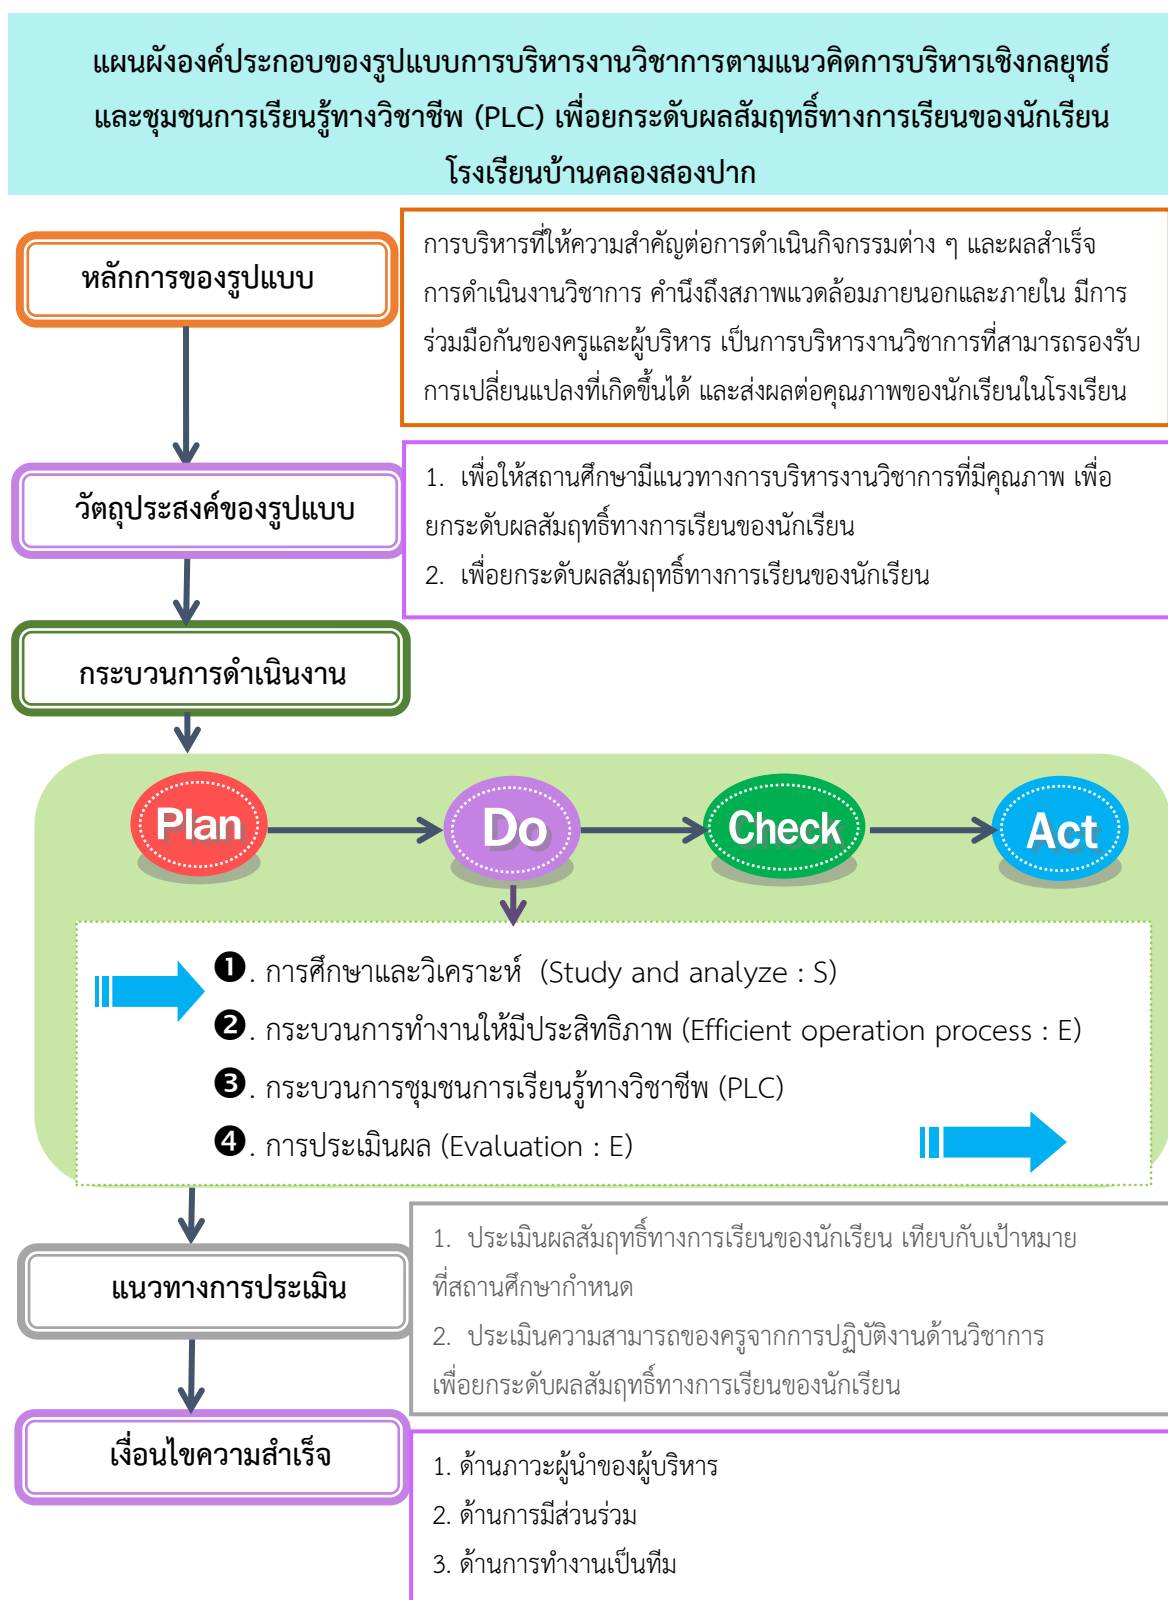 แผนผังองค์ประกอบของรูปแบบการบริหารงานวิชาการตามแนวคิดการบริหารเชิงกลยุทธ์
และชุมชนการเรียนรู้ทางวิชาชีพ (PLC) เพื่อยกระดับผลสัมฤทธิ์ทางการเรียนของนักเรียน
โรงเรียนบ้านคลองสองปาก
หลักการของรูปแบบ
การบริหารที่ให้ความสำคัญต่อการดำเนินกิจกรรมต่าง ๆ และผลสำเร็จ
การดำเนินงานวิชาการ คำนึงถึงสภาพแวดล้อมภายนอกและภายใน มีการ
ร่วมมือกันของครูและผู้บริหาร เป็นการบริหารงานวิชาการที่สามารถรองรับ
การเปลี่ยนแปลงที่เกิดขึ้นได้ และส่งผลต่อคุณภาพของนักเรียนในโรงเรียน
วัตถุประสงค์ของรูปแบบ
1. เพื่อให้สถานศึกษามีแนวทางการบริหารงานวิชาการที่มีคุณภาพ เพื่อ
ยกระดับผลสัมฤทธิ์ทางการเรียนของนักเรียน
2. เพื่อยกระดับผลสัมฤทธิ์ทางการเรียนของนักเรียน
กระบวนการดำเนินงาน
Plan Do Check Act
❶. การศึกษาและวิเคราะห์ (Study and analyze : S)
❷. กระบวนการทำงานให้มีประสิทธิภาพ (Efficient operation process : E)
❸. กระบวนการชุมชนการเรียนรู้ทางวิชาชีพ (PLC)
❹. การประเมินผล (Evaluation : E)
แนวทางการประเมิน
1. ประเมินผลสัมฤทธิ์ทางการเรียนของนักเรียน เทียบกับเป้าหมาย
ที่สถานศึกษากำหนด
2. ประเมินความสามารถของครูจากการปฏิบัติงานด้านวิชาการ
เพื่อยกระดับผลสัมฤทธิ์ทางการเรียนของนักเรียน
เงื่อนไขความสำเร็จ
1. ด้านภาวะผู้นำของผู้บริหาร
2. ด้านการมีส่วนร่วม
3. ด้านการทำงานเป็นทีม